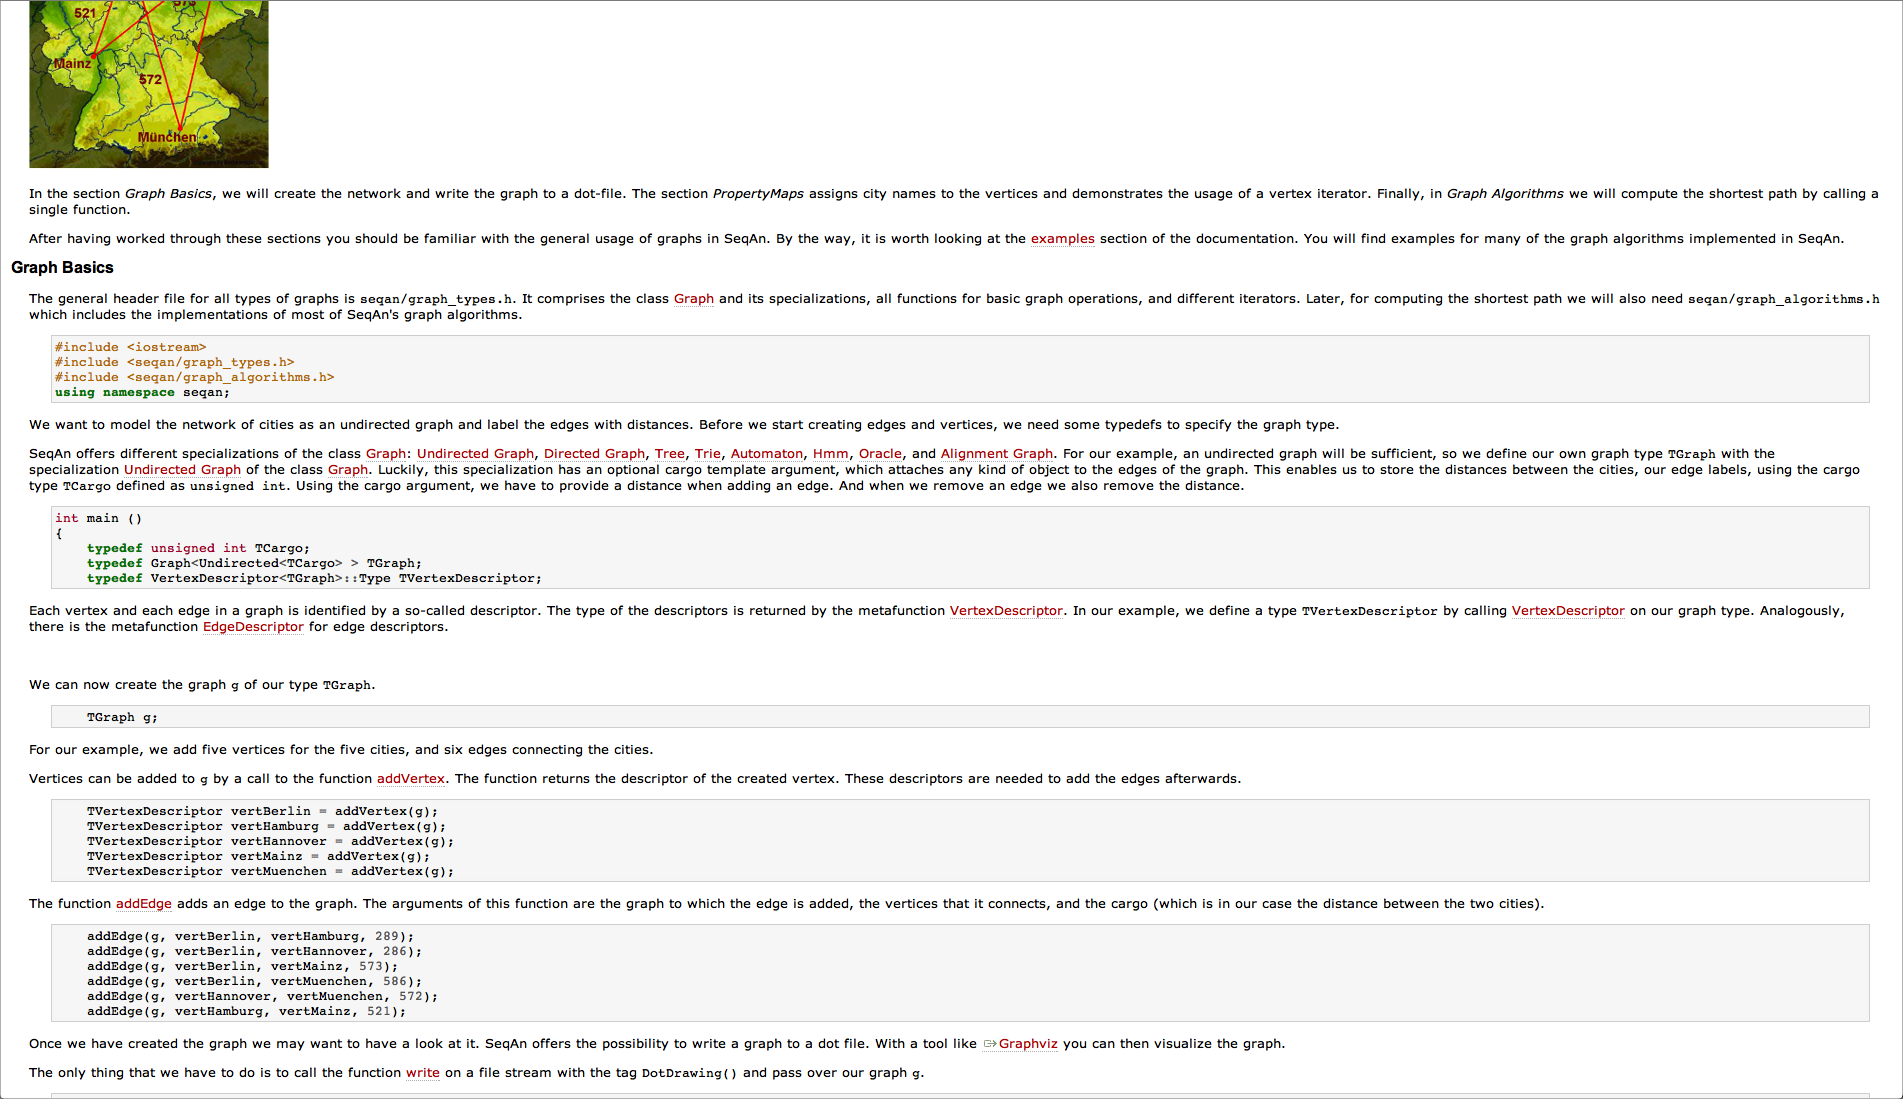 521
573
Mainz
572
München
In the section Graph Basics, we will create the network and write the graph to a dot-file. The section PropertyMaps assigns city names to the vertices and demonstrates the usage of a vertex iterator. Finally, in Graph Algorithms we will compute the shortest path by calling a
single function.
After having worked through these sections you should be familiar with the general usage of graphs in SeqAn. By the way, it is worth looking at the examples section of the documentation. You will find examples for many of the graph algorithms implemented in SeqAn.
Graph Basics
The general header file for all types of graphs is seqan/graph_types.h. It comprises the class Graph and its specializations, all functions for basic graph operations, and different iterators. Later, for computing the shortest path we will also need seqan/graph_algorithms.h
which includes the implementations of most of SeqAn's graph algorithms.
#include <iostream>
#include <seqan/graph_types.h>
#include <seqan/graph_algorithms.h>
using namespace seqan;
We want to model the network of cities as an undirected graph and label the edges with distances. Before we start creating edges and vertices, we need some typedefs to specify the graph type.
SeqAn offers different specializations of the class Graph: Undirected Graph, Directed Graph, Tree, Trie, Automaton, Hmm, Oracle, and Alignment Graph. For our example, an undirected graph will be sufficient, so we define our own graph type TGraph with the
specialization Undirected Graph of the class Graph. Luckily, this specialization has an optional cargo template argument, which attaches any kind of object to the edges of the graph. This enables us to store the distances between the cities, our edge labels, using the cargo
type TCargo defined as unsigned int. Using the cargo argument, we have to provide a distance when adding an edge. And when we remove an edge we also remove the distance.
int main ()
{
    typedef unsigned int TCargo;
    typedef Graph<Undirected<TCargo> > TGraph;
    typedef VertexDescriptor<TGraph>::Type TVertexDescriptor;
Each vertex and each edge in a graph is identified by a so-called descriptor. The type of the descriptors is returned by the metafunction VertexDescriptor. In our example, we define a type TVertexDescriptor by calling VertexDescriptor on our graph type. Analogously,
there is the metafunction EdgeDescriptor for edge descriptors.
We can now create the graph g of our type TGraph.
    TGraph g;
For our example, we add five vertices for the five cities, and six edges connecting the cities.
Vertices can be added to g by a call to the function addVertex. The function returns the descriptor of the created vertex. These descriptors are needed to add the edges afterwards.
    TVertexDescriptor vertBerlin = addVertex(g);
    TVertexDescriptor vertHamburg = addVertex(g);
    TVertexDescriptor vertHannover = addVertex(g);
    TVertexDescriptor vertMainz = addVertex(g);
    TVertexDescriptor vertMuenchen = addVertex(g);
The function addEdge adds an edge to the graph. The arguments of this function are the graph to which the edge is added, the vertices that it connects, and the cargo (which is in our case the distance between the two cities).
    addEdge(g, vertBerlin, vertHamburg, 289);
    addEdge(g, vertBerlin, vertHannover, 286);
    addEdge(g, vertBerlin, vertMainz, 573);
    addEdge(g, vertBerlin, vertMuenchen, 586);
    addEdge(g, vertHannover, vertMuenchen, 572);
    addEdge(g, vertHamburg, vertMainz, 521);
Once we have created the graph we may want to have a look at it. SeqAn offers the possibility to write a graph to a dot file. With a tool like Graphviz you can then visualize the graph.
The only thing that we have to do is to call the function write on a file stream with the tag DotDrawing() and pass over our graph g.